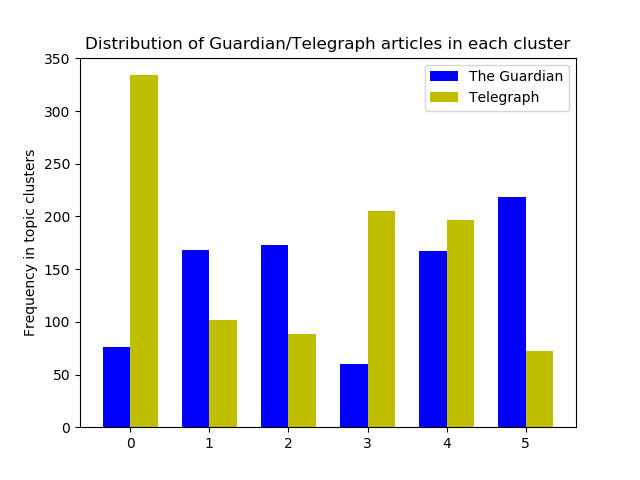 Distribution of Guardian/Telegraph articles in each cluster
The Guardian
Telegraph
Frequency in topic clusters
350
300
250
200
150
100
50
0
0 1 2 3 4 5